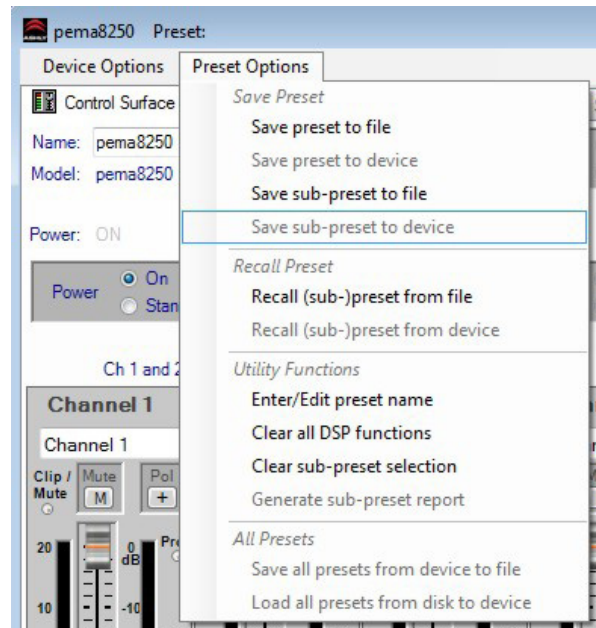 pema8250 Preset:
Device Options Preset Options
Control Surface
Name: pema8250
Model: pema8250
Power: ON
Power On
Stan
Ch 1 and 2
Channel 1
Channel 1
Clip / Mute Pol
Mute M +
20 0 Pre
dB
10 -10
Save Preset
Save preset to file
Save preset to device
Save sub-preset to file
Save sub-preset to device
Recall Preset
Recall (sub-)preset from file
Recall (sub-)preset from device
Utility Functions
Enter/Edit preset name
Clear all DSP functions
Clear sub-preset selection
Generate sub-preset report
All Presets
Save all presets from device to file
Load all presets from disk to device